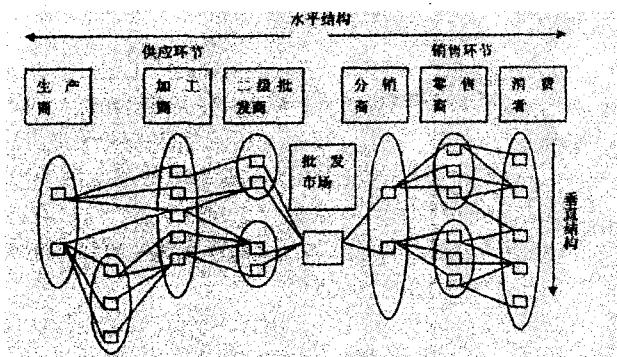 水平结构
供应环节
销售环节
生产
商
加工
商
二级批
发商
分销
商
零售
商
消费
者
批发
市场
垂直结构